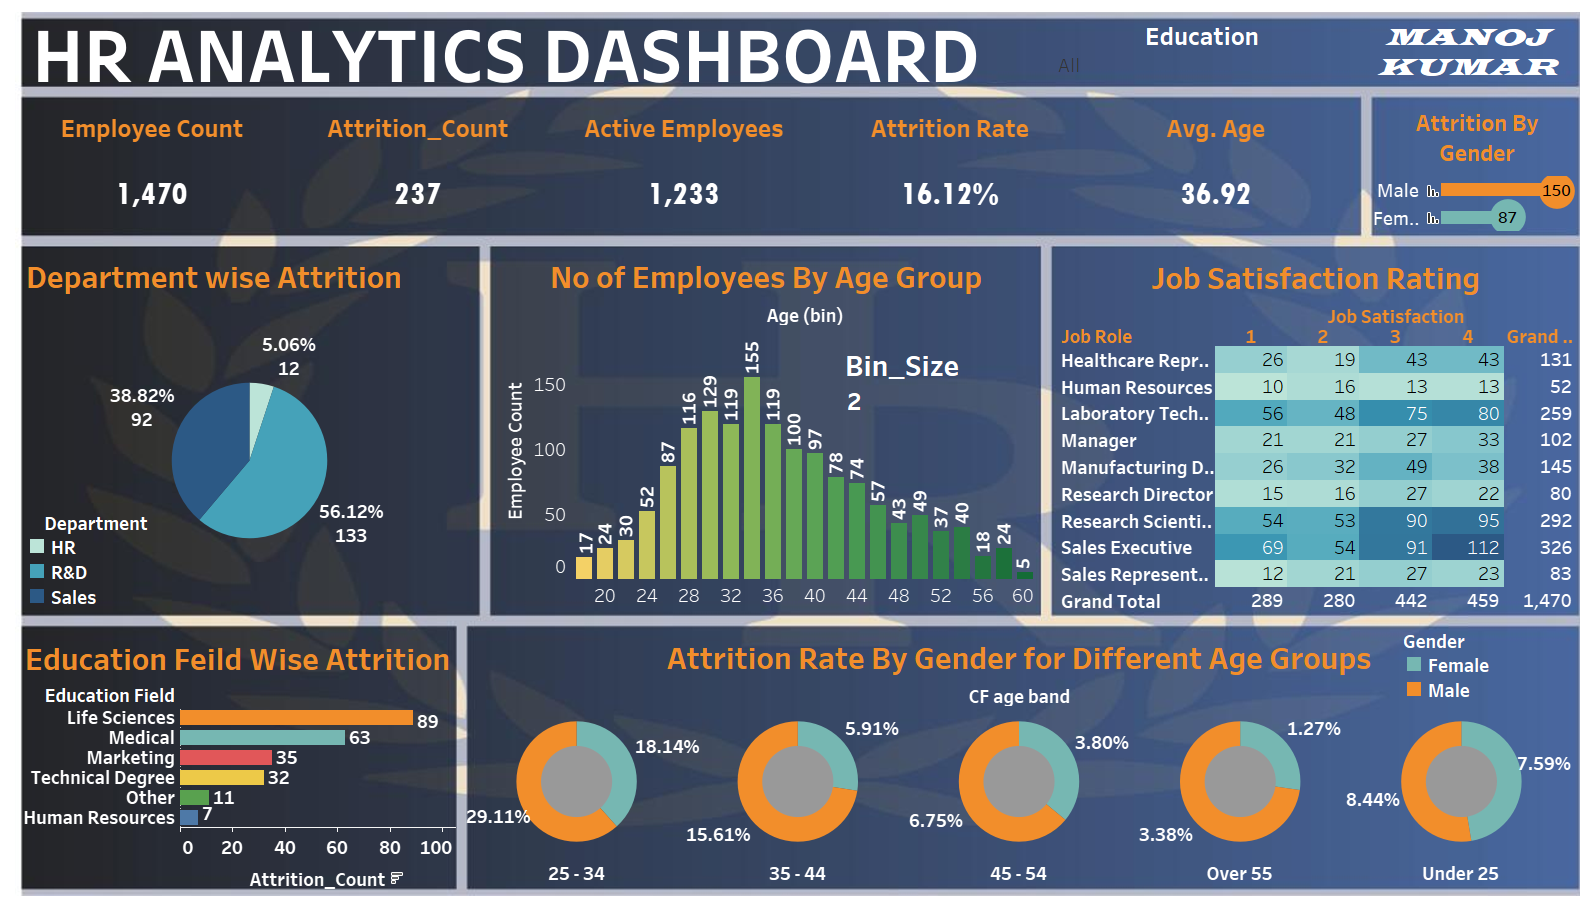 HR ANALYTICS DASHBOARD
Education
All
MANOJ
KUMAR
Employee Count
1,470
Attrition_Count
237
Active Employees
1,233
Attrition Rate
16.12%
Avg. Age
36.92
Attrition By
Gender
Male 150
Fem.. 87
Department wise Attrition
5.06%
12
38.82%
92
56.12%
133
Department
HR
R&D
Sales
No of Employees By Age Group
Age (bin)
Bin_Size
2
Employee Count
150
100
50
0
17 24 30 52 87 116 129 119 155 119 100 97 78 74 57 43 49 37 40 18 24 5
20 24 28 32 36 40 44 48 52 56 60
Job Satisfaction Rating
Job Satisfaction
Job Role 1 2 3 4 Grand ..
Healthcare Repr.. 26 19 43 43 131
Human Resources 10 16 13 13 52
Laboratory Tech.. 56 48 75 80 259
Manager 21 21 27 33 102
Manufacturing D.. 26 32 49 38 145
Research Director 15 16 27 22 80
Research Scienti.. 54 53 90 95 292
Sales Executive 69 54 91 112 326
Sales Represent.. 12 21 27 23 83
Grand Total 289 280 442 459 1,470
Education Feild Wise Attrition
Education Field
Life Sciences 89
Medical 63
Marketing 35
Technical Degree 32
Other 11
Human Resources 7
0 20 40 60 80 100
Attrition_Count
Attrition Rate By Gender for Different Age Groups
Gender
Female
Male
CF age band
18.14%
29.11%
25 - 34
5.91%
15.61%
35 - 44
3.80%
6.75%
45 - 54
1.27%
3.38%
Over 55
7.59%
8.44%
Under 25